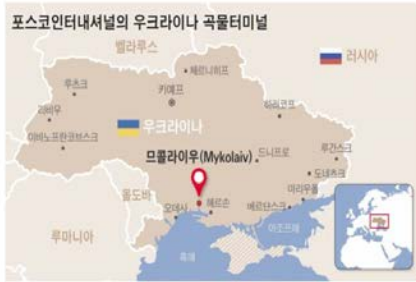 포스코인터내셔널의 우크라이나 곡물터미널
벨라루스
러시아
체르니히프
루츠크
키예프
리비우
하리코프
우크라이나
이바노프란코브스크
므콜라이우(Mykolaiv)
드니프로
루간스크
도네츠크
몰도바
마리우폴
오데사
헤르손
베르댠스크
루마니아
아조프해
흑해